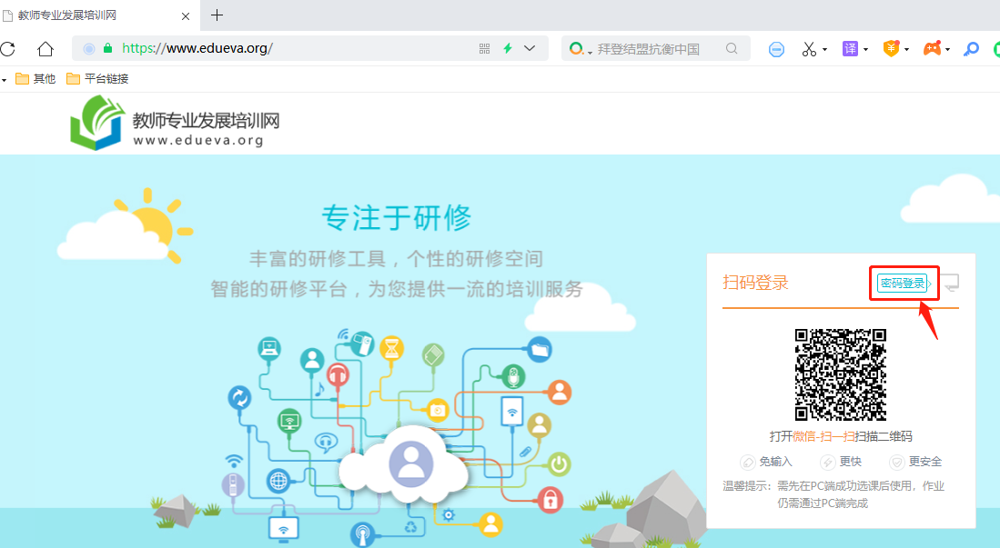 教师专业发展培训网
https://www.edueva.org/
拜登结盟抗衡中国
译
其他
平台链接
教师专业发展培训网
www.edueva.org
专注于研修
丰富的研修工具，个性的研修空间
智能的研修平台，为您提供一流的培训服务
扫码登录
密码登录
打开微信-扫一扫扫描二维码
免输入
更快
更安全
温馨提示：需先在PC端成功选课后使用，作业
仍需通过PC端完成